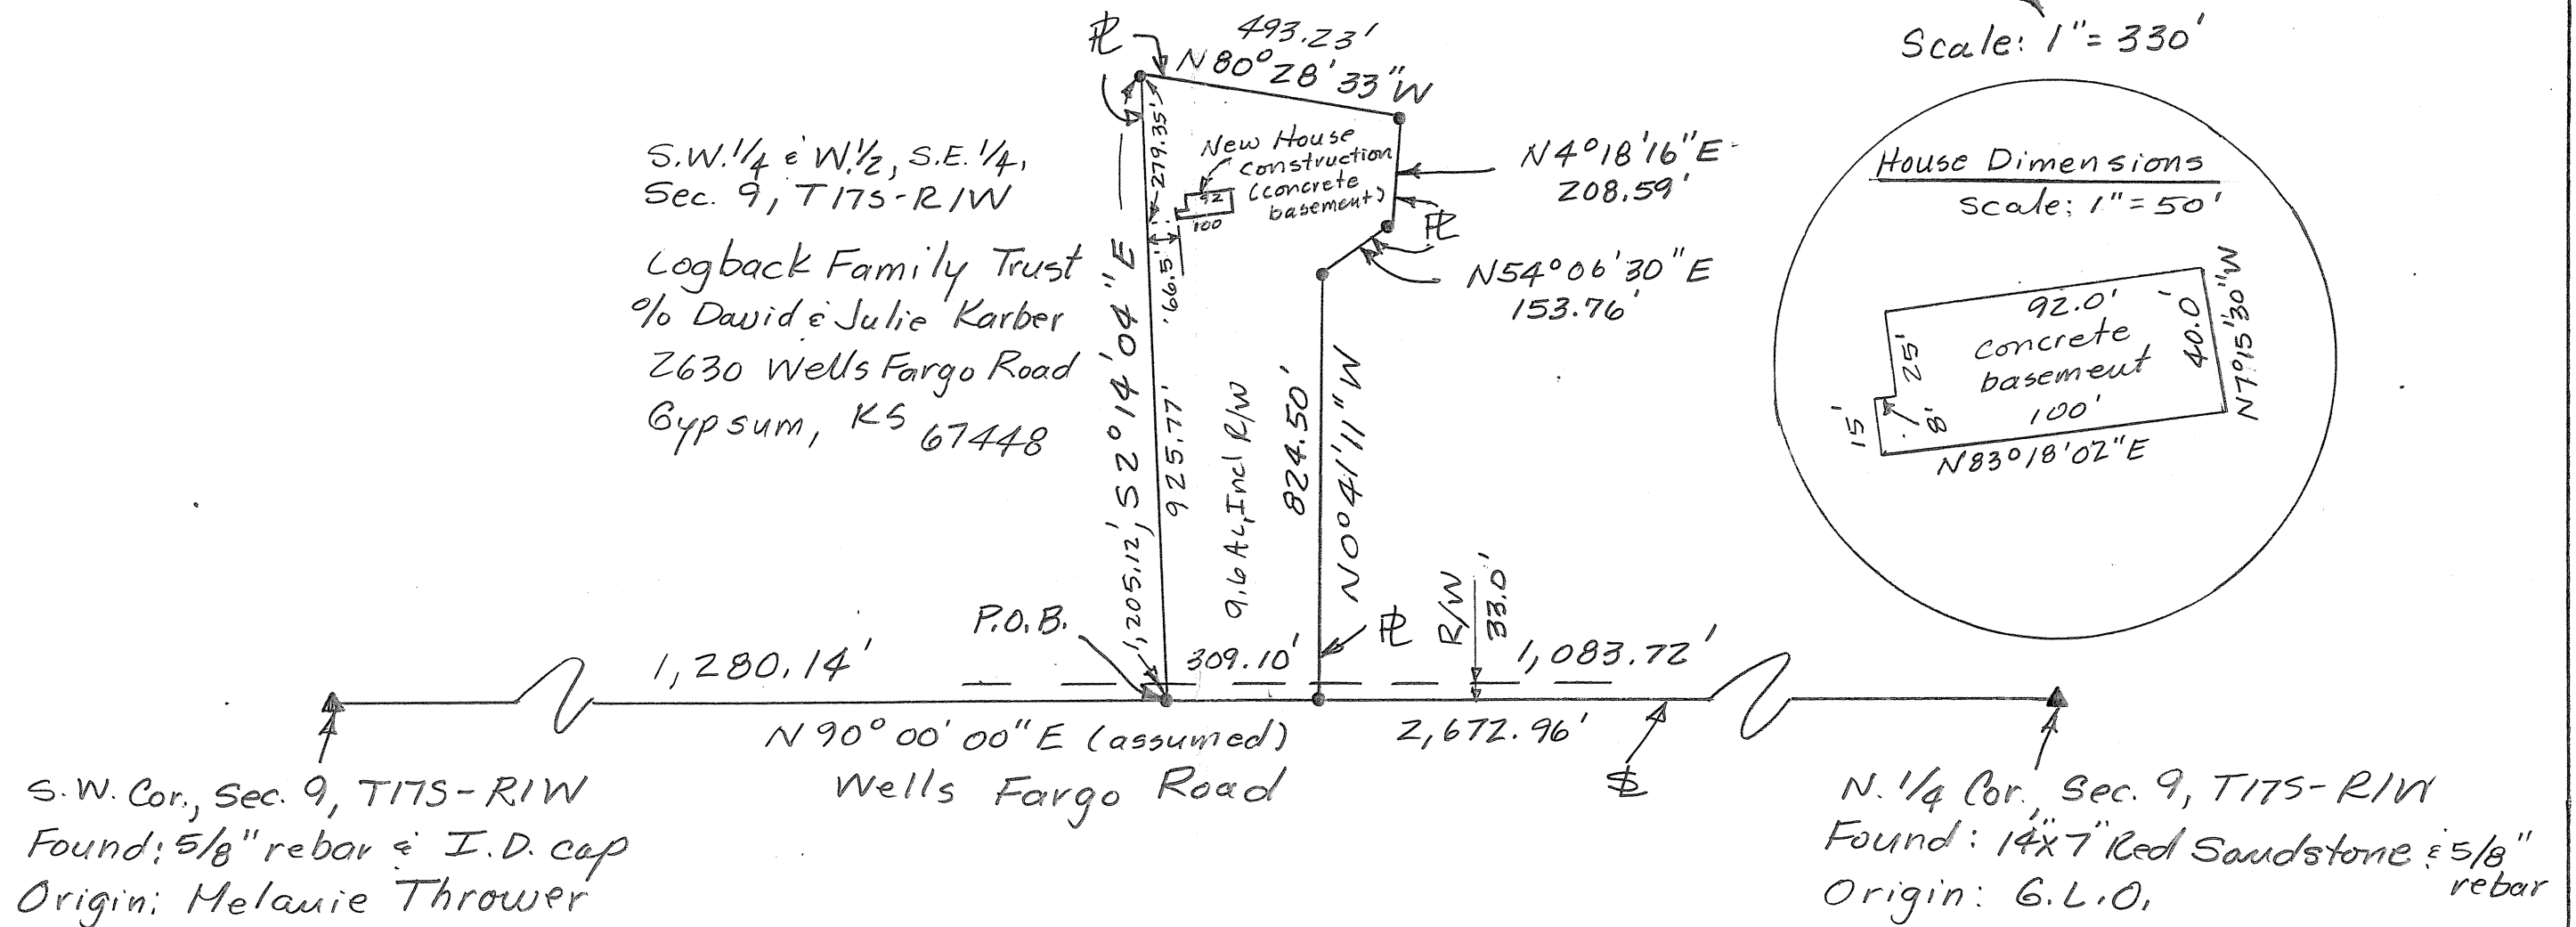 Scale: 1"= 330'
PL
493.23'
N80°28'33"W
279.35'
New House
construction
(concrete
basement)
92
100
66.5'
N4°18'16"E
208.59'
PL
N54°06'30"E
153.76'
S.W.1/4 & W.1/2, S.E.1/4,
Sec. 9, T17S-R1W
Logback Family Trust
% David & Julie Karber
2630 Wells Fargo Road
Gypsum, KS 67448
1,205.12', S2°14'04"E
925.77'
9.6 Ac, Incl R/W
824.50'
N0°41'11"W
House Dimensions
Scale: 1"=50'
92.0'
concrete
basement
100'
25'
40.0'
N7°15'30"W
15'
8'
N83°18'02"E
P.O.B.
PL
R/W
33.0'
1,280.14'
309.10'
1,083.72'
N90°00'00"E (assumed)
2,672.96'
Wells Fargo Road
S.W. Cor., Sec. 9, T17S-R1W
Found: 5/8" rebar & I.D. cap
Origin: Melanie Thrower
N.1/4 Cor., Sec. 9, T17S-R1W
Found: 14"x7" Red Sandstone & 5/8"
rebar
Origin: G.L.O.